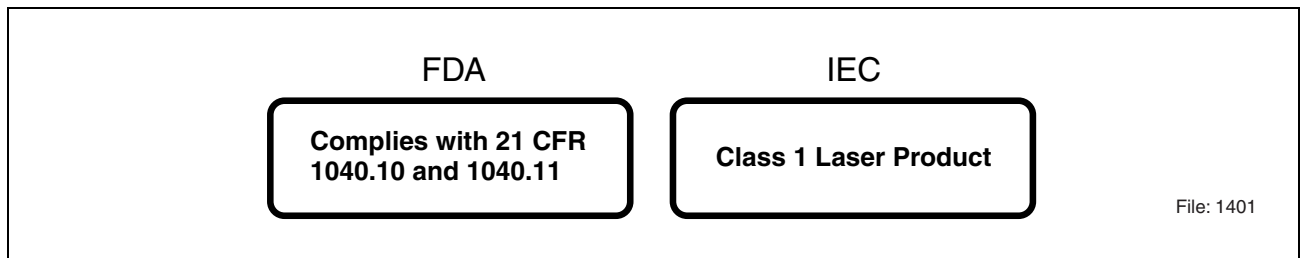 FDA
Complies with 21 CFR
1040.10 and 1040.11
IEC
Class 1 Laser Product
File: 1401